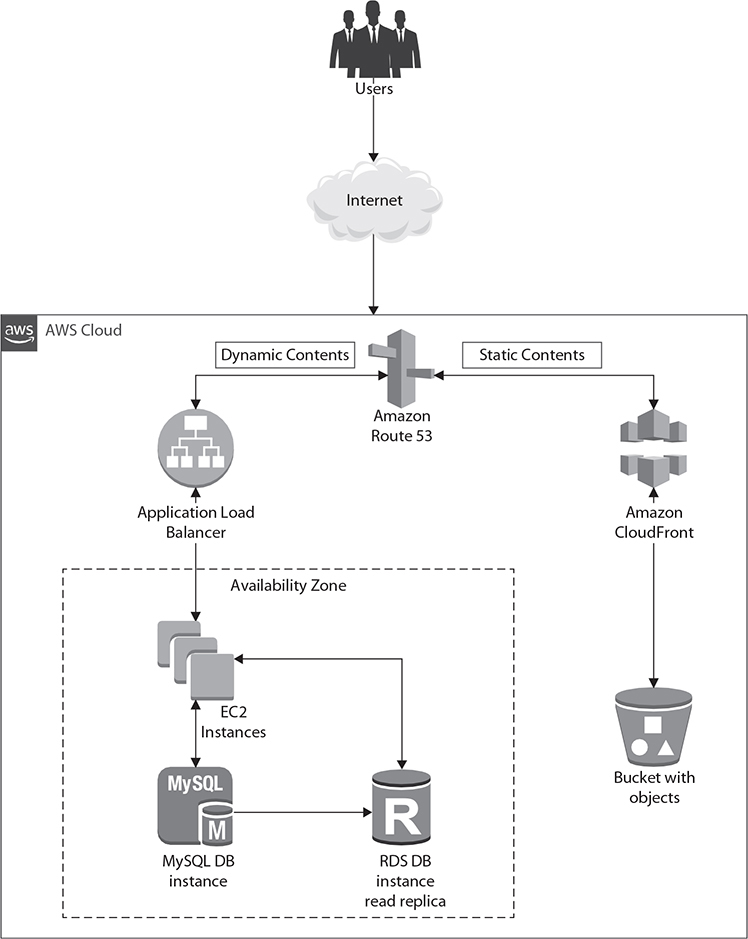 Users
Internet
aws
AWS Cloud
Dynamic Contents
Static Contents
Amazon
Route 53
Application Load
Balancer
Amazon
CloudFront
Availability Zone
EC2
Instances
MySQL
M
R
MySQL DB
instance
RDS DB
instance
read replica
Bucket with
objects